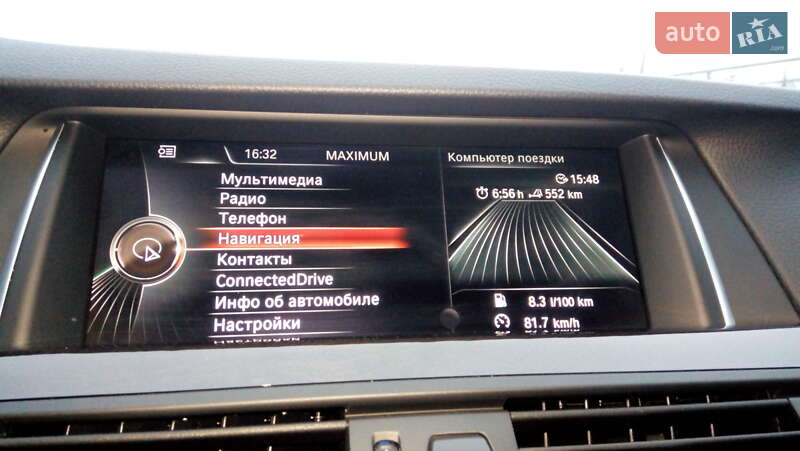 auto RIA
16:32 MAXIMUM
Мультимедиа
Радио
Телефон
Навигация
Контакты
ConnectedDrive
Инфо об автомобиле
Настройки
Компьютер поездки
15:48
6:56 h 552 km
8.3 l/100 km
81.7 km/h